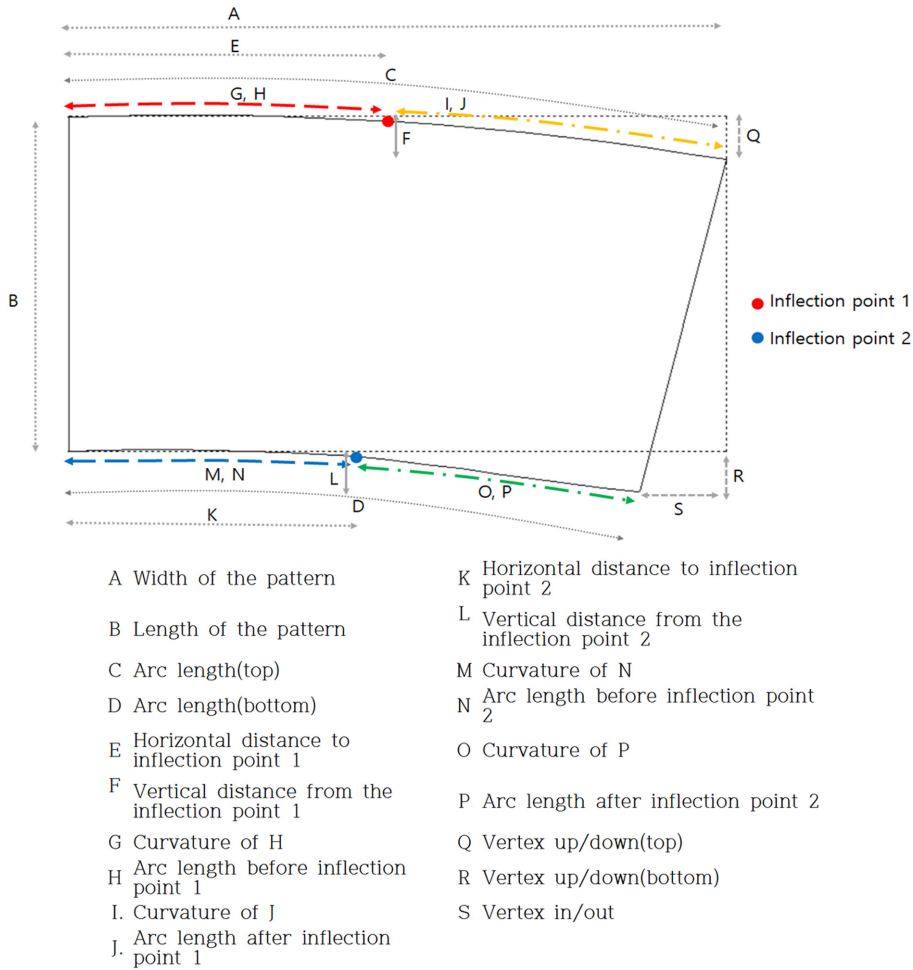 A
E
C
G, H
I, J
F
Q
B
Inflection point 1
Inflection point 2
M, N
L
O, P
R
D
S
K
A Width of the pattern
B Length of the pattern
C Arc length(top)
D Arc length(bottom)
E Horizontal distance to
inflection point 1
F Vertical distance from the
inflection point 1
G Curvature of H
H Arc length before inflection
point 1
I. Curvature of J
J. Arc length after inflection
point 1
K Horizontal distance to inflection
point 2
L Vertical distance from the
inflection point 2
M Curvature of N
N Arc length before inflection point
2
O Curvature of P
P Arc length after inflection point 2
Q Vertex up/down(top)
R Vertex up/down(bottom)
S Vertex in/out